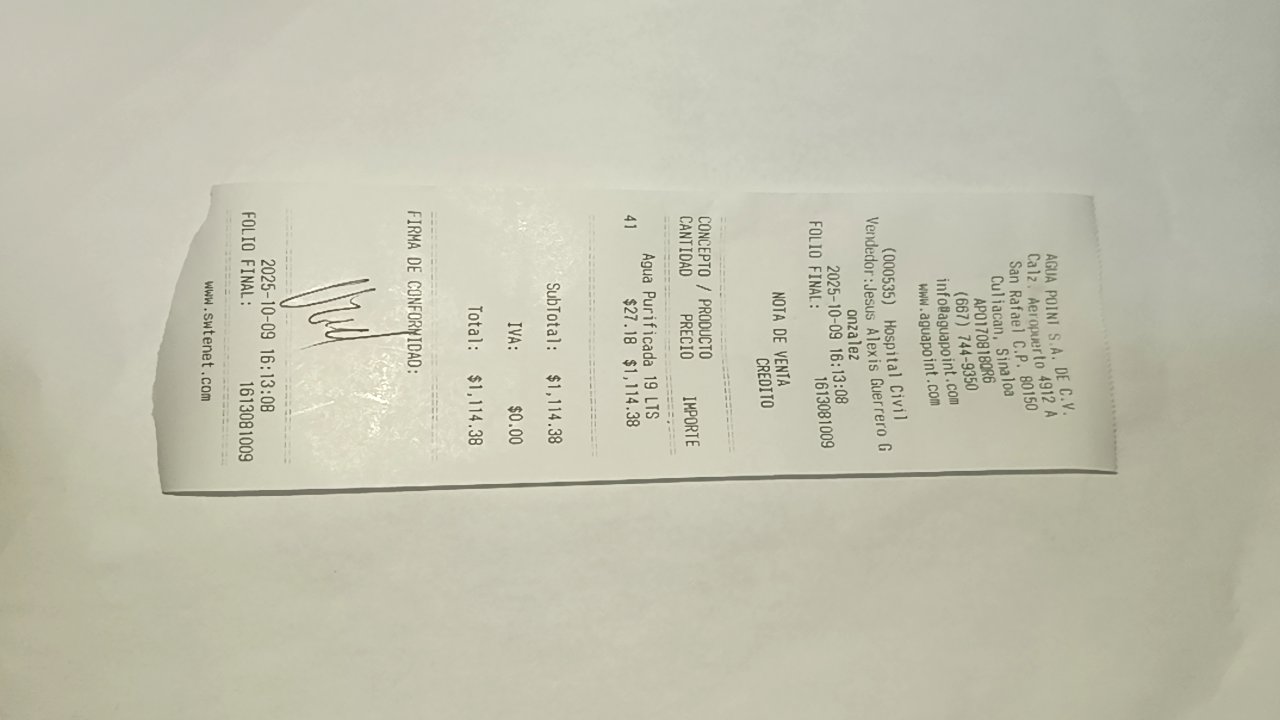 AGUA POINT S.A. DE C.V.
Calz. Aeropuerto 4912 A
San Rafael C.P. 80150
Culiacan, Sinaloa
APO170818QR6
(667) 744-9350
info@aguapoint.com
www.aguapoint.com
(000535) Hospital Civil
Vendedor:Jesus Alexis Guerrero G
onzalez
2025-10-09 16:13:08
FOLIO FINAL: 1613081009
NOTA DE VENTA
CREDITO
CONCEPTO / PRODUCTO
CANTIDAD PRECIO IMPORTE
Agua Purificada 19 LTS.
41 $27.18 $1,114.38
SubTotal: $1,114.38
IVA: $0.00
Total: $1,114.38
FIRMA DE CONFORMIDAD:
2025-10-09 16:13:08
FOLIO FINAL: 1613081009
www.swtenet.com